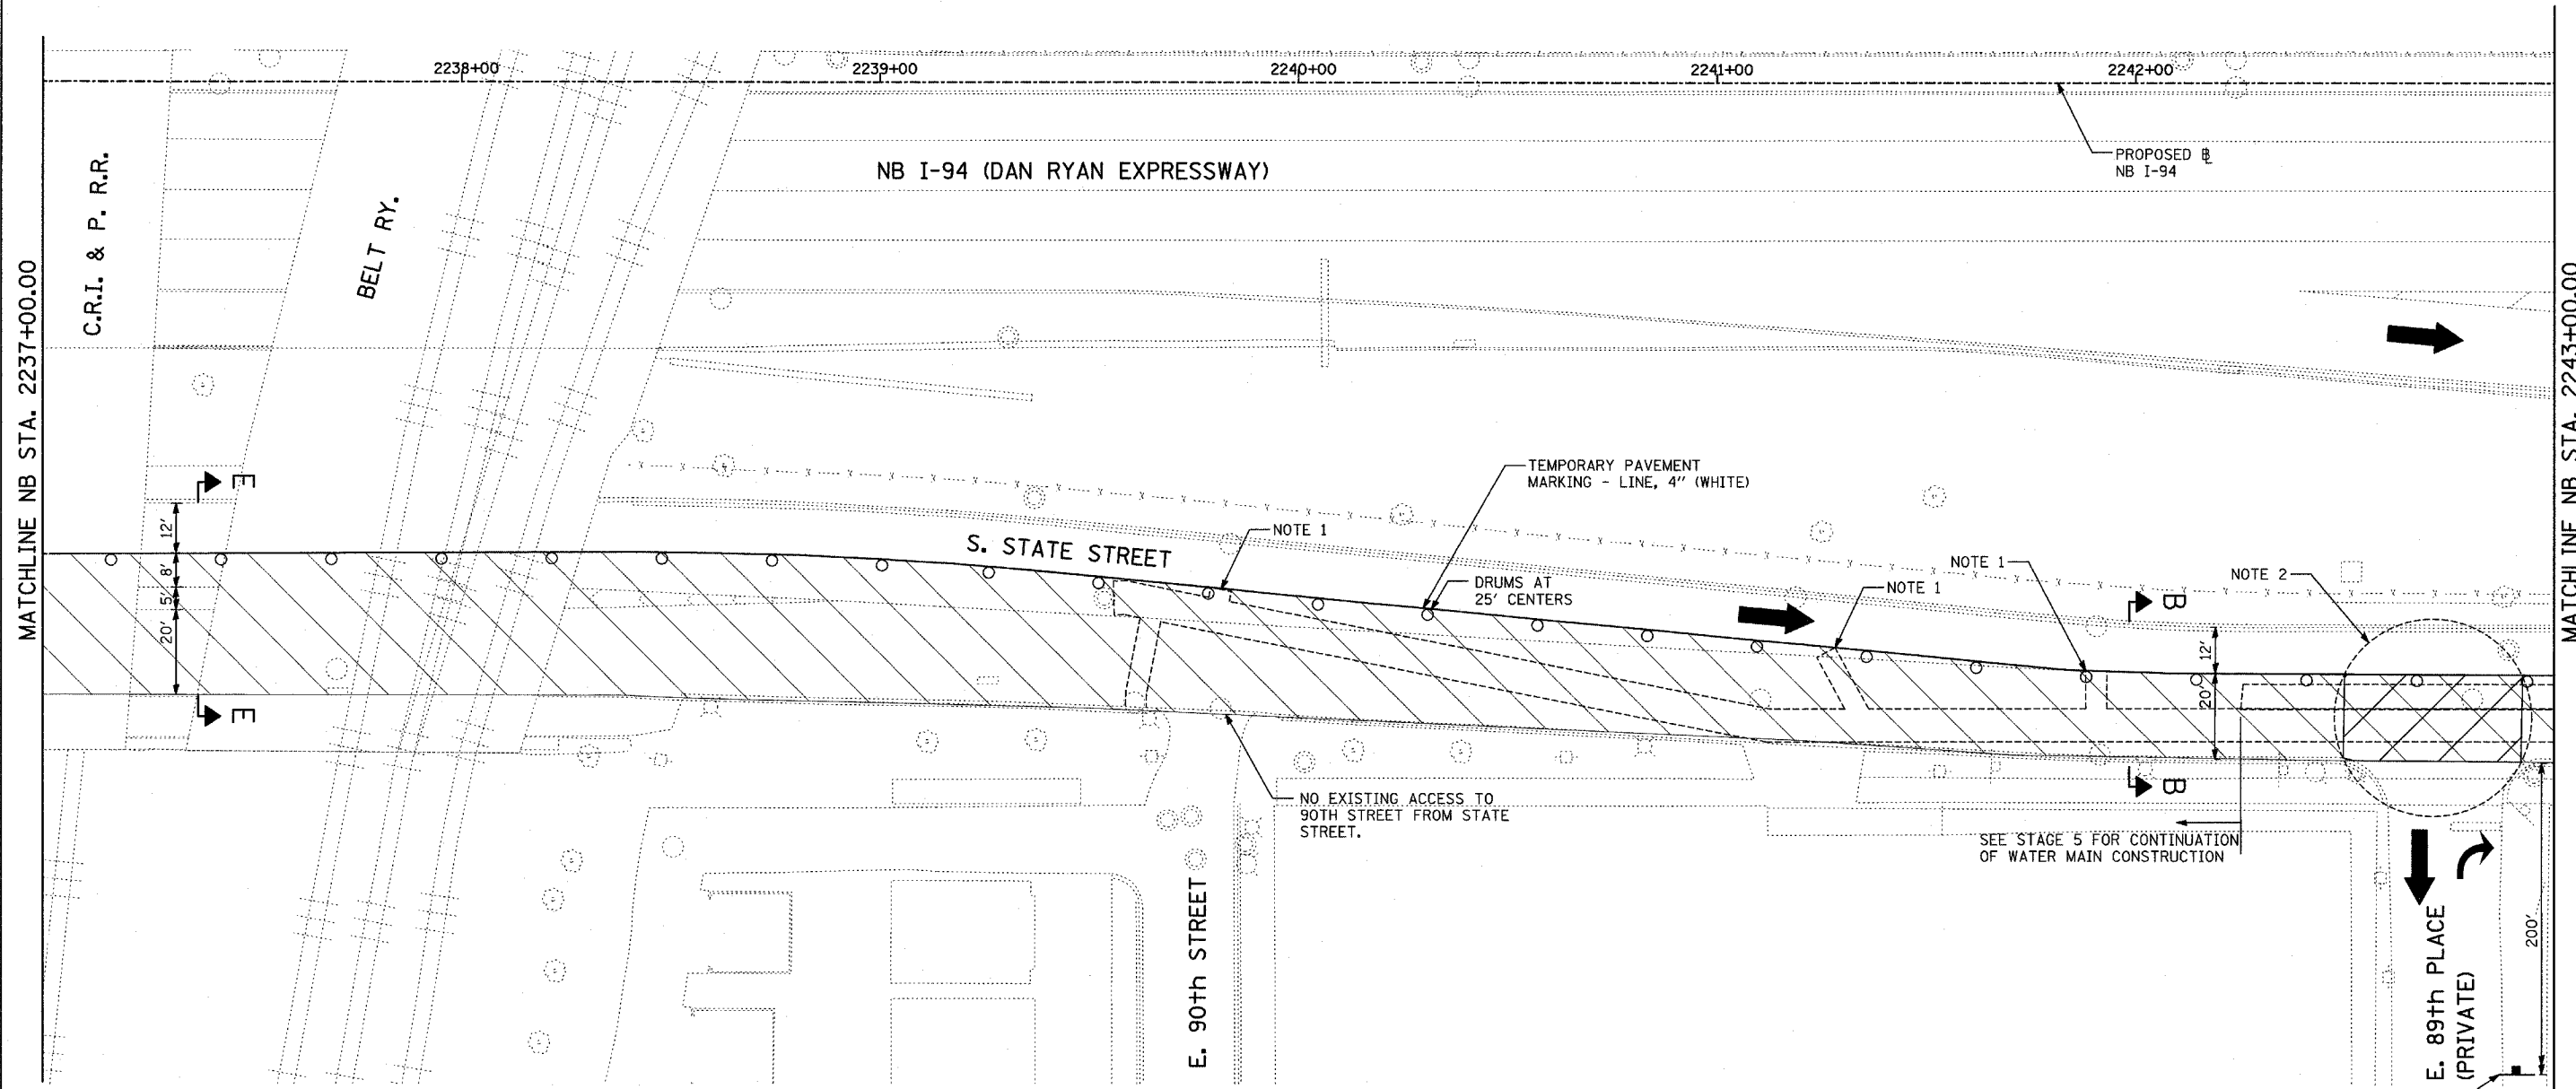 2238+00
2239+00
2240+00
2241+00
2242+00
PROPOSED
NB I-94
NB I-94 (DAN RYAN EXPRESSWAY)
C.R.I. & P. R.R.
BELT RY.
MATCHLINE NB STA. 2237+00.00
MATCHLINE NB STA. 2243+00.00
E
12'
8'
5'
20'
E
TEMPORARY PAVEMENT
MARKING - LINE, 4" (WHITE)
S. STATE STREET
NOTE 1
DRUMS AT
25' CENTERS
NOTE 1
NOTE 1
NOTE 2
B
12'
20'
B
NO EXISTING ACCESS TO
90TH STREET FROM STATE
STREET.
SEE STAGE 5 FOR CONTINUATION
OF WATER MAIN CONSTRUCTION
E. 90th STREET
E. 89th PLACE
(PRIVATE)
200'